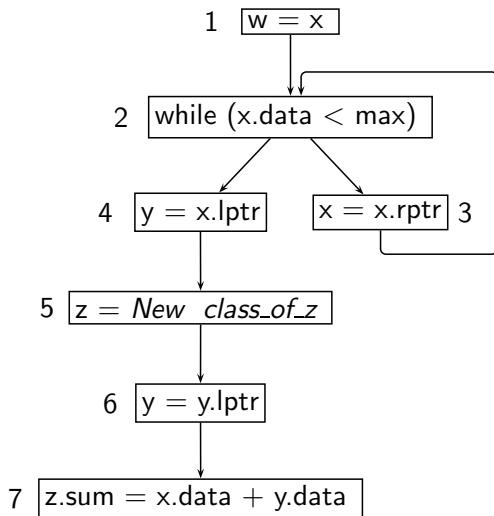 1 w = x
2 while (x.data < max)
4 y = x.lptr
x = x.rptr 3
5 z = New class_of_z
6 y = y.lptr
7 z.sum = x.data + y.data